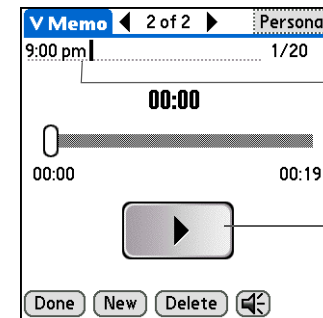 V Memo 2 of 2 Persona
9:00 pm 1/20
00:00
00:00 00:19
Done New Delete